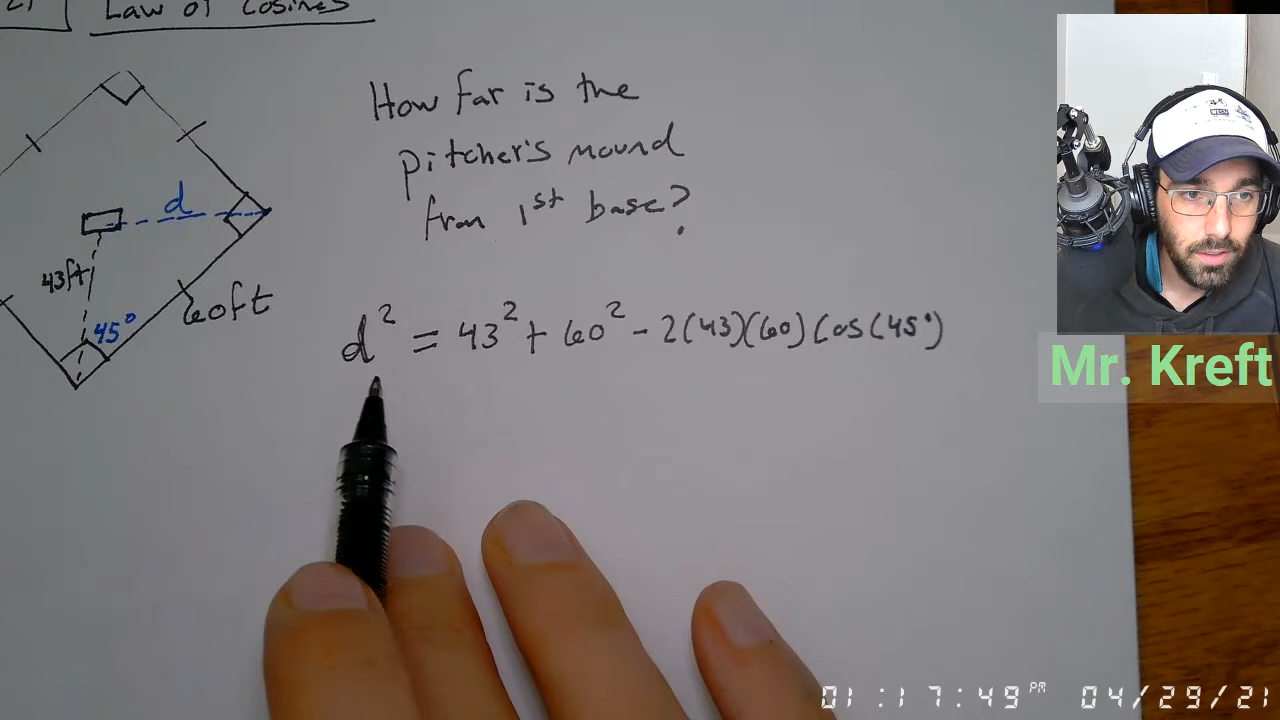 Law of Cosines
How far is the
pitcher's mound
from 1st base?
d
43ft
60ft
45°
d² = 43² + 60² - 2(43)(60)Cos(45°)
Mr. Kreft
01:17:49 PM 04/29/21